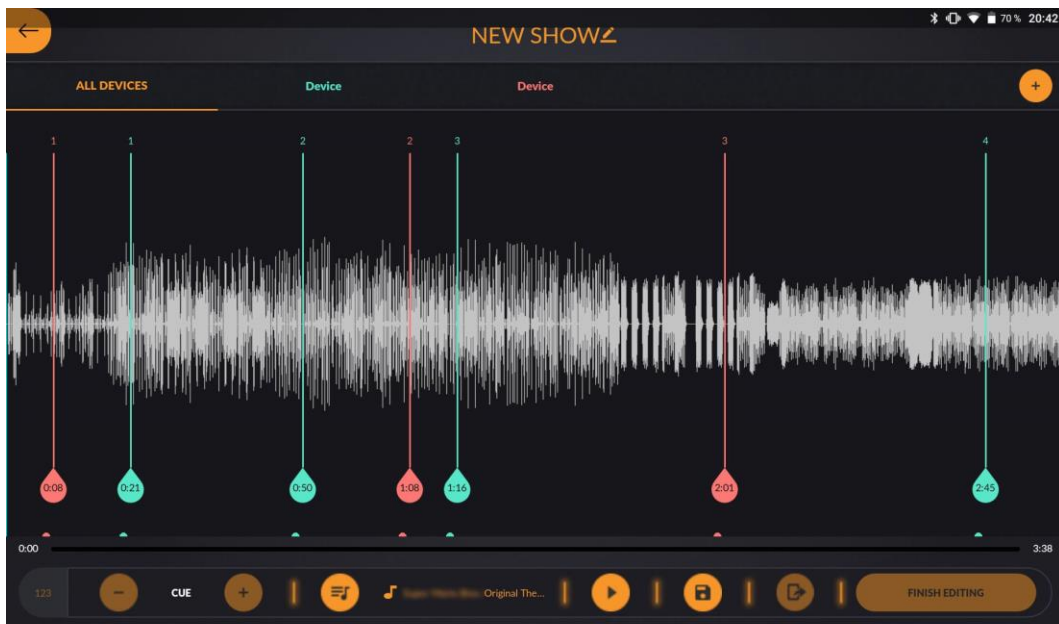 70 % 20:42
NEW SHOW
ALL DEVICES Device Device
+
1 1 2 2 3 3 4
0:08 0:21 0:50 1:08 1:16 2:01 2:45
0:00 3:38
123 - CUE + Original The... FINISH EDITING